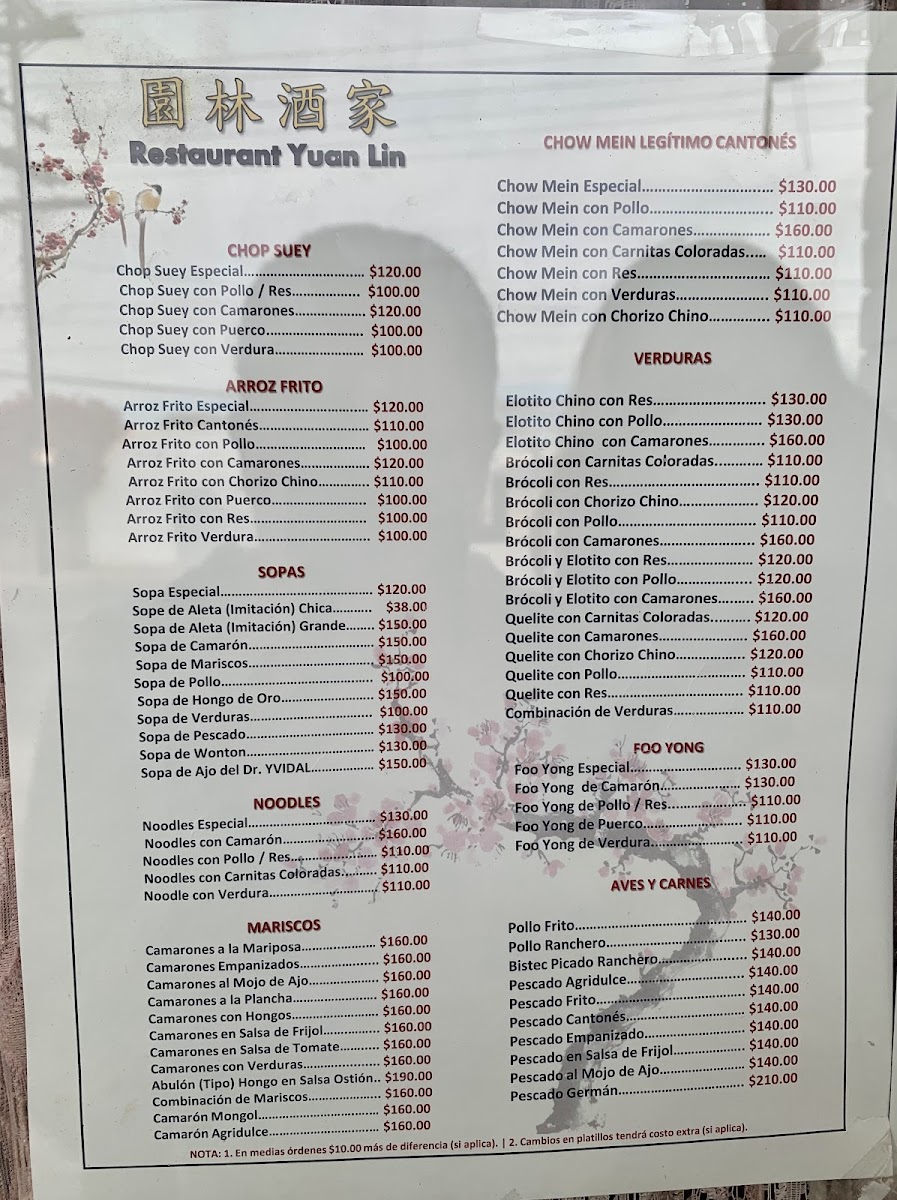 園林酒家
Restaurant Yuan Lin
CHOP SUEY
Chop Suey Especial............................... $120.00
Chop Suey con Pollo / Res.................. $100.00
Chop Suey con Camarones................... $120.00
Chop Suey con Puerco.......................... $100.00
Chop Suey con Verdura........................ $100.00
ARROZ FRITO
Arroz Frito Especial................................ $120.00
Arroz Frito Cantonés.............................. $110.00
Arroz Frito con Pollo.............................. $100.00
Arroz Frito con Camarones................... $120.00
Arroz Frito con Chorizo Chino.............. $110.00
Arroz Frito con Puerco.......................... $100.00
Arroz Frito con Res................................ $100.00
Arroz Frito Verdura............................... $100.00
SOPAS
Sopa Especial......................................... $120.00
Sope de Aleta (Imitación) Chica........... $38.00
Sopa de Aleta (Imitación) Grande........ $150.00
Sopa de Camarón................................... $150.00
Sopa de Mariscos................................... $150.00
Sopa de Pollo......................................... $100.00
Sopa de Hongo de Oro.......................... $150.00
Sopa de Verduras................................... $100.00
Sopa de Pescado.................................... $130.00
Sopa de Wonton.................................... $130.00
Sopa de Ajo del Dr. YVIDAL................. $150.00
NOODLES
Noodles Especial.................................... $130.00
Noodles con Camarón........................... $160.00
Noodles con Pollo / Res........................ $110.00
Noodles con Carnitas Coloradas.......... $110.00
Noodle con Verdura.............................. $110.00
MARISCOS
Camarones a la Mariposa.................... $160.00
Camarones Empanizados..................... $160.00
Camarones al Mojo de Ajo.................. $160.00
Camarones a la Plancha....................... $160.00
Camarones con Hongos....................... $160.00
Camarones en Salsa de Frijol............... $160.00
Camarones en Salsa de Tomate........... $160.00
Camarones con Verduras..................... $160.00
Abulón (Tipo) Hongo en Salsa Ostión.. $190.00
Combinación de Mariscos.................... $160.00
Camarón Mongol.................................. $160.00
Camarón Agridulce............................... $160.00
CHOW MEIN LEGÍTIMO CANTONÉS
Chow Mein Especial............................... $130.00
Chow Mein con Pollo............................. $110.00
Chow Mein con Camarones................... $160.00
Chow Mein con Carnitas Coloradas..... $110.00
Chow Mein con Res................................ $110.00
Chow Mein con Verduras...................... $110.00
Chow Mein con Chorizo Chino.............. $110.00
VERDURAS
Elotito Chino con Res............................. $130.00
Elotito Chino con Pollo.......................... $130.00
Elotito Chino con Camarones............. $160.00
Brócoli con Carnitas Coloradas............ $110.00
Brócoli con Res...................................... $110.00
Brócoli con Chorizo Chino.................... $120.00
Brócoli con Pollo................................... $110.00
Brócoli con Camarones......................... $160.00
Brócoli y Elotito con Res...................... $120.00
Brócoli y Elotito con Pollo.................... $120.00
Brócoli y Elotito con Camarones......... $160.00
Quelite con Carnitas Coloradas.......... $120.00
Quelite con Camarones........................ $160.00
Quelite con Chorizo Chino................... $120.00
Quelite con Pollo................................... $110.00
Quelite con Res...................................... $110.00
Combinación de Verduras................... $110.00
FOO YONG
Foo Yong Especial............................. $130.00
Foo Yong de Camarón...................... $130.00
Foo Yong de Pollo / Res..................... $110.00
Foo Yong de Puerco........................... $110.00
Foo Yong de Verdura......................... $110.00
AVES Y CARNES
Pollo Frito............................................... $140.00
Pollo Ranchero...................................... $130.00
Bistec Picado Ranchero........................ $140.00
Pescado Agridulce................................ $140.00
Pescado Frito......................................... $140.00
Pescado Cantonés................................. $140.00
Pescado Empanizado............................ $140.00
Pescado en Salsa de Frijol................... $140.00
Pescado al Mojo de Ajo....................... $140.00
Pescado Germán................................... $210.00
NOTA: 1. En medias órdenes $10.00 más de diferencia (si aplica). | 2. Cambios en platillos tendrá costo extra (si aplica).